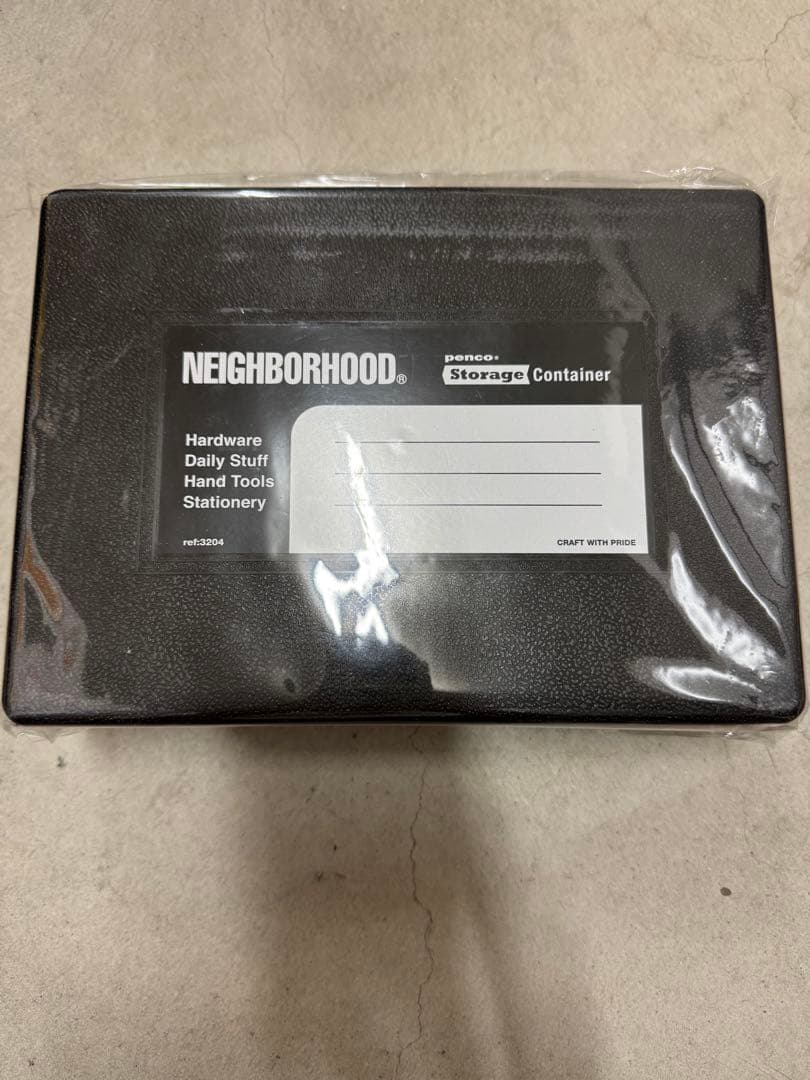 NEIGHBORHOOD®
penco®
Storage Container
Hardware
Daily Stuff
Hand Tools
Stationery
ref:3204
CRAFT WITH PRIDE